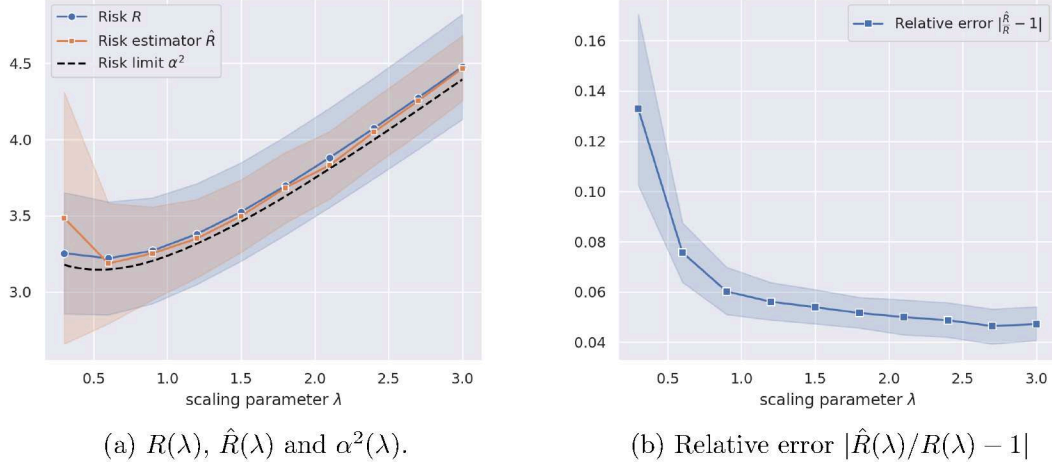 Risk R
Risk estimator R̂
Risk limit α²
4.5
4.0
3.5
3.0
0.5 1.0 1.5 2.0 2.5 3.0
scaling parameter λ
(a) R(λ), R̂(λ) and α²(λ).
Relative error |R̂/R − 1|
0.16
0.14
0.12
0.10
0.08
0.06
0.04
0.5 1.0 1.5 2.0 2.5 3.0
scaling parameter λ
(b) Relative error |R̂(λ)/R(λ) − 1|